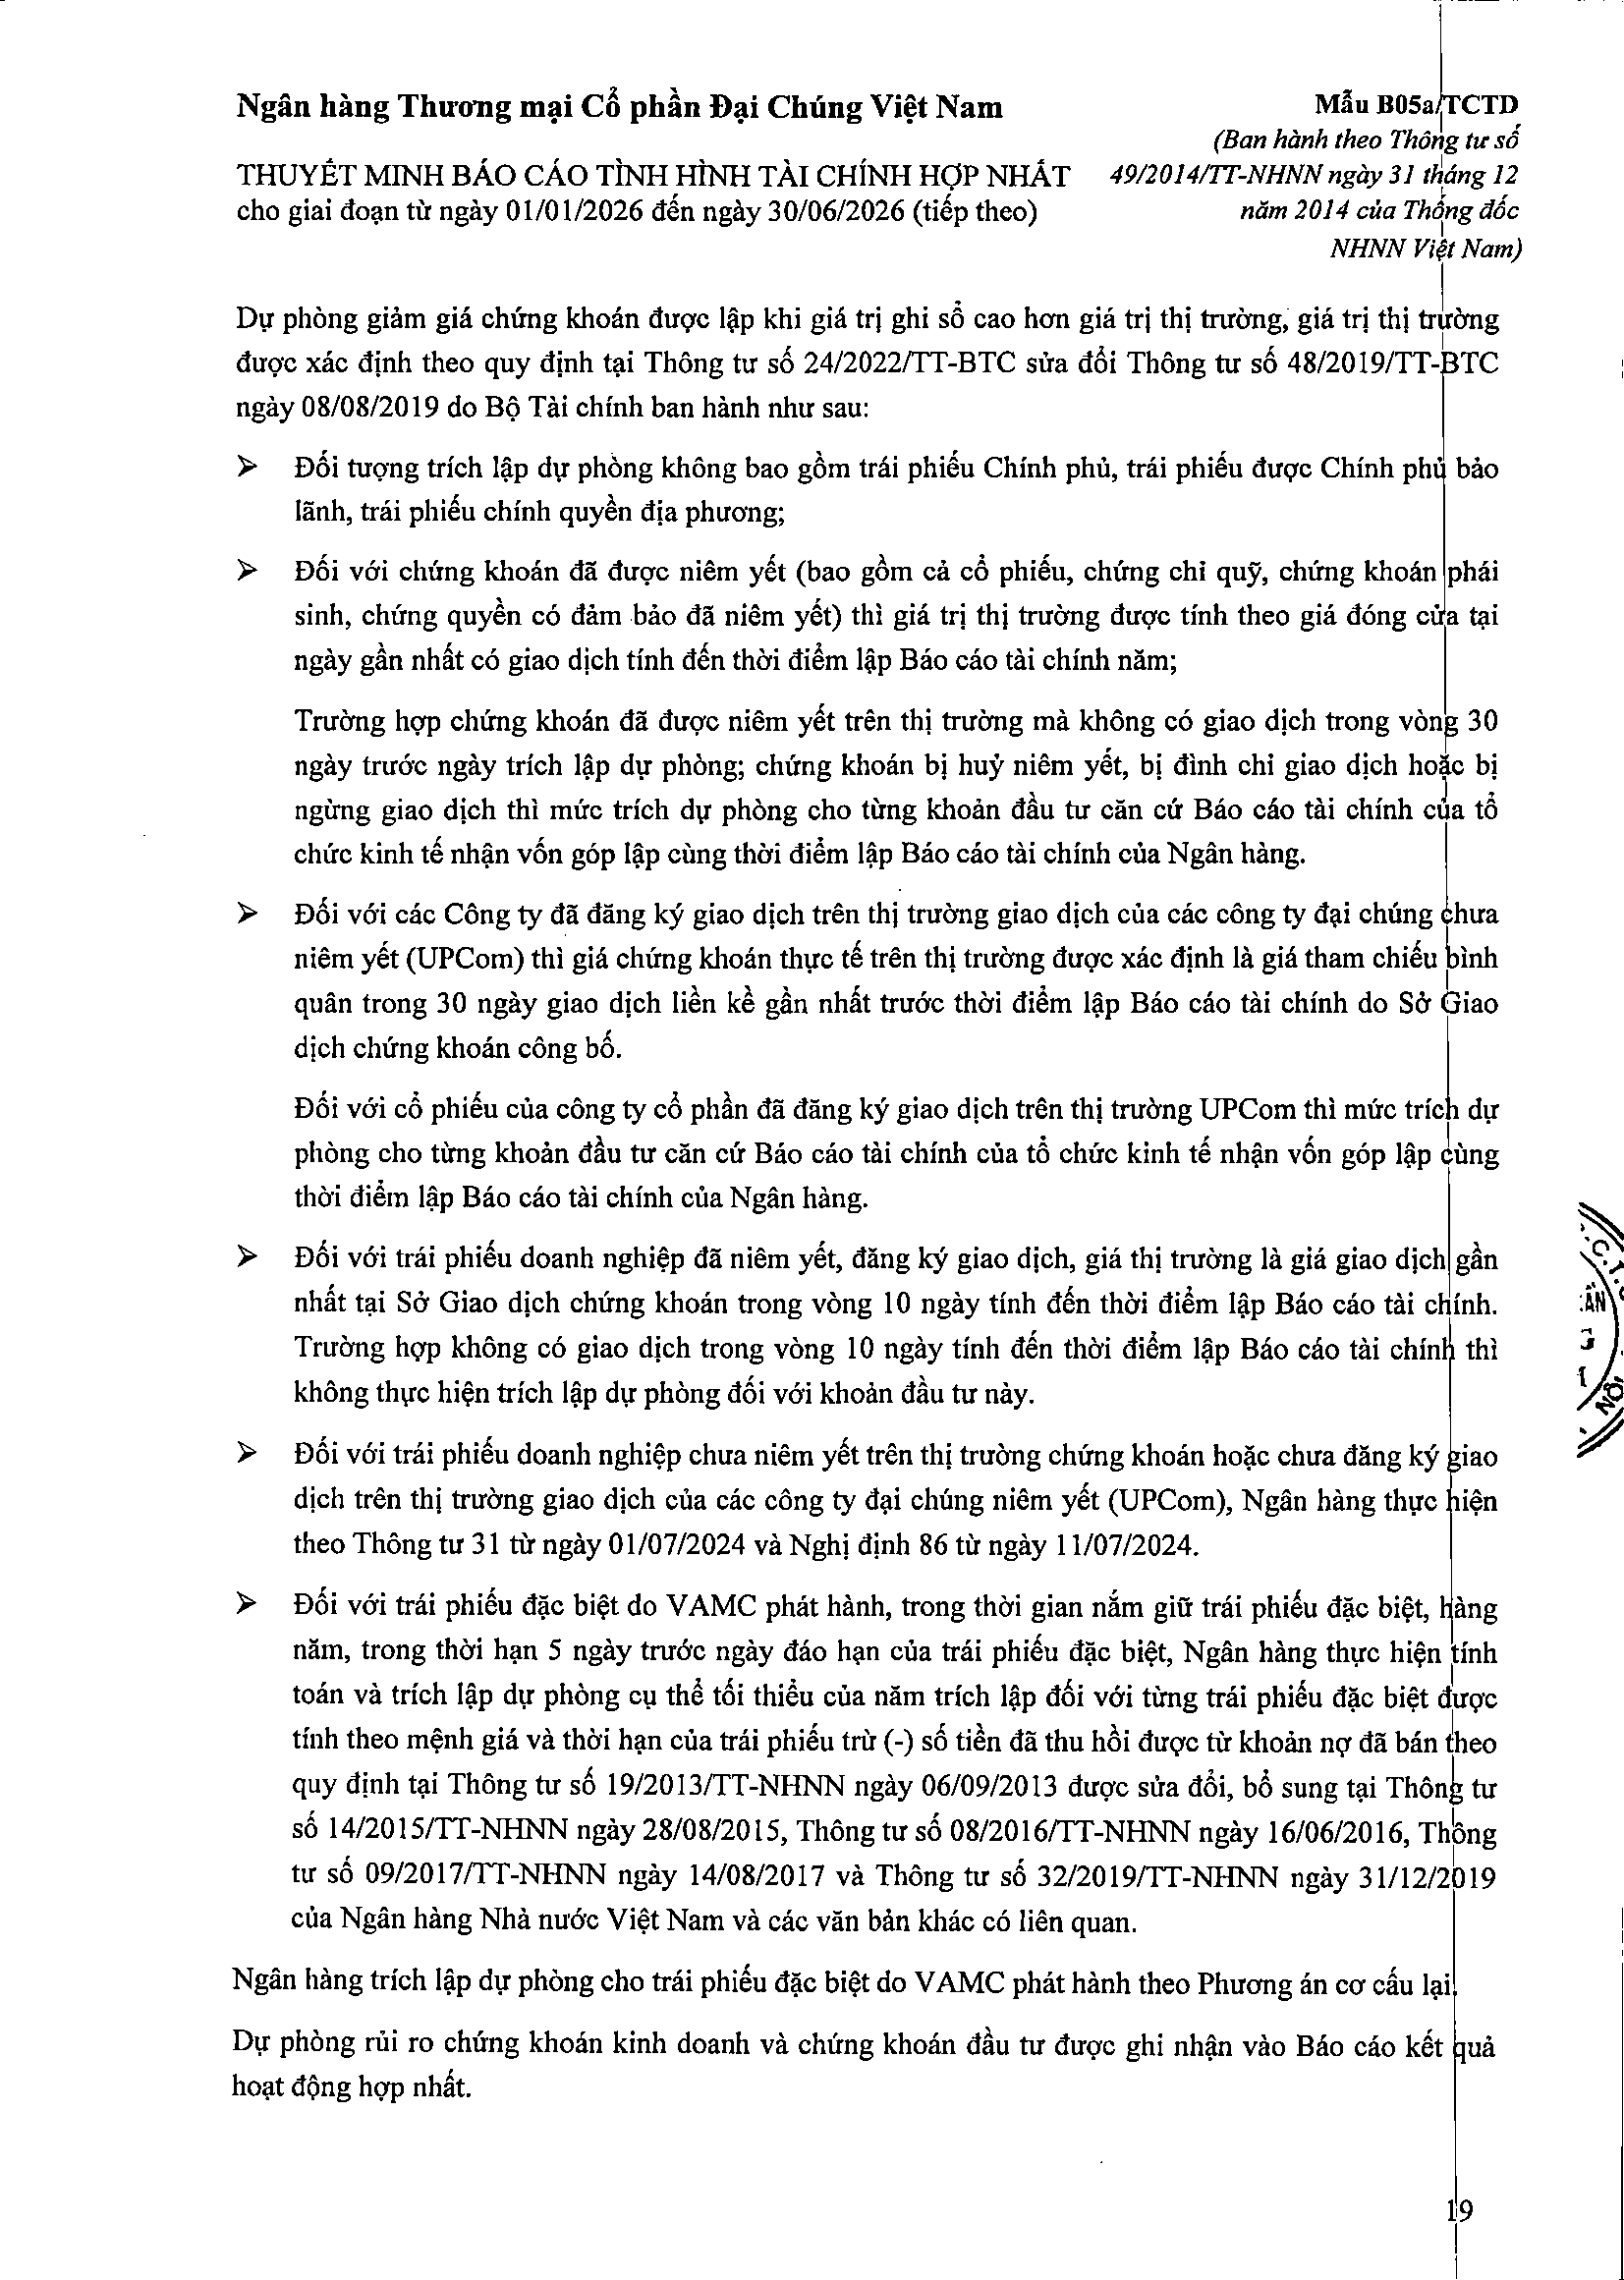 Ngân hàng Thương mại Cổ phần Đại Chúng Việt Nam
Mẫu B05a/TCTD
(Ban hành theo Thông tư số
THUYẾT MINH BÁO CÁO TÌNH HÌNH TÀI CHÍNH HỢP NHẤT
49/2014/TT-NHNN ngày 31 tháng 12
cho giai đoạn từ ngày 01/01/2026 đến ngày 30/06/2026 (tiếp theo)
năm 2014 của Thống đốc
NHNN Việt Nam)
Dự phòng giảm giá chứng khoán được lập khi giá trị ghi sổ cao hơn giá trị thị trường, giá trị thị trường
được xác định theo quy định tại Thông tư số 24/2022/TT-BTC sửa đổi Thông tư số 48/2019/TT-BTC
ngày 08/08/2019 do Bộ Tài chính ban hành như sau:
➢ Đối tượng trích lập dự phòng không bao gồm trái phiếu Chính phủ, trái phiếu được Chính phủ bảo
lãnh, trái phiếu chính quyền địa phương;
➢ Đối với chứng khoán đã được niêm yết (bao gồm cả cổ phiếu, chứng chỉ quỹ, chứng khoán phái
sinh, chứng quyền có đảm bảo đã niêm yết) thì giá trị thị trường được tính theo giá đóng cửa tại
ngày gần nhất có giao dịch tính đến thời điểm lập Báo cáo tài chính năm;
Trường hợp chứng khoán đã được niêm yết trên thị trường mà không có giao dịch trong vòng 30
ngày trước ngày trích lập dự phòng; chứng khoán bị huỷ niêm yết, bị đình chỉ giao dịch hoặc bị
ngừng giao dịch thì mức trích dự phòng cho từng khoản đầu tư căn cứ Báo cáo tài chính của tổ
chức kinh tế nhận vốn góp lập cùng thời điểm lập Báo cáo tài chính của Ngân hàng.
➢ Đối với các Công ty đã đăng ký giao dịch trên thị trường giao dịch của các công ty đại chúng chưa
niêm yết (UPCom) thì giá chứng khoán thực tế trên thị trường được xác định là giá tham chiếu bình
quân trong 30 ngày giao dịch liền kề gần nhất trước thời điểm lập Báo cáo tài chính do Sở Giao
dịch chứng khoán công bố.
Đối với cổ phiếu của công ty cổ phần đã đăng ký giao dịch trên thị trường UPCom thì mức trích dự
phòng cho từng khoản đầu tư căn cứ Báo cáo tài chính của tổ chức kinh tế nhận vốn góp lập cùng
thời điểm lập Báo cáo tài chính của Ngân hàng.
➢ Đối với trái phiếu doanh nghiệp đã niêm yết, đăng ký giao dịch, giá thị trường là giá giao dịch gần
nhất tại Sở Giao dịch chứng khoán trong vòng 10 ngày tính đến thời điểm lập Báo cáo tài chính.
Trường hợp không có giao dịch trong vòng 10 ngày tính đến thời điểm lập Báo cáo tài chính thì
không thực hiện trích lập dự phòng đối với khoản đầu tư này.
➢ Đối với trái phiếu doanh nghiệp chưa niêm yết trên thị trường chứng khoán hoặc chưa đăng ký giao
dịch trên thị trường giao dịch của các công ty đại chúng niêm yết (UPCom), Ngân hàng thực hiện
theo Thông tư 31 từ ngày 01/07/2024 và Nghị định 86 từ ngày 11/07/2024.
➢ Đối với trái phiếu đặc biệt do VAMC phát hành, trong thời gian nắm giữ trái phiếu đặc biệt, hàng
năm, trong thời hạn 5 ngày trước ngày đáo hạn của trái phiếu đặc biệt, Ngân hàng thực hiện tính
toán và trích lập dự phòng cụ thể tối thiểu của năm trích lập đối với từng trái phiếu đặc biệt được
tính theo mệnh giá và thời hạn của trái phiếu trừ (-) số tiền đã thu hồi được từ khoản nợ đã bán theo
quy định tại Thông tư số 19/2013/TT-NHNN ngày 06/09/2013 được sửa đổi, bổ sung tại Thông tư
số 14/2015/TT-NHNN ngày 28/08/2015, Thông tư số 08/2016/TT-NHNN ngày 16/06/2016, Thông
tư số 09/2017/TT-NHNN ngày 14/08/2017 và Thông tư số 32/2019/TT-NHNN ngày 31/12/2019
của Ngân hàng Nhà nước Việt Nam và các văn bản khác có liên quan.
Ngân hàng trích lập dự phòng cho trái phiếu đặc biệt do VAMC phát hành theo Phương án cơ cấu lại.
Dự phòng rủi ro chứng khoán kinh doanh và chứng khoán đầu tư được ghi nhận vào Báo cáo kết quả
hoạt động hợp nhất.
19